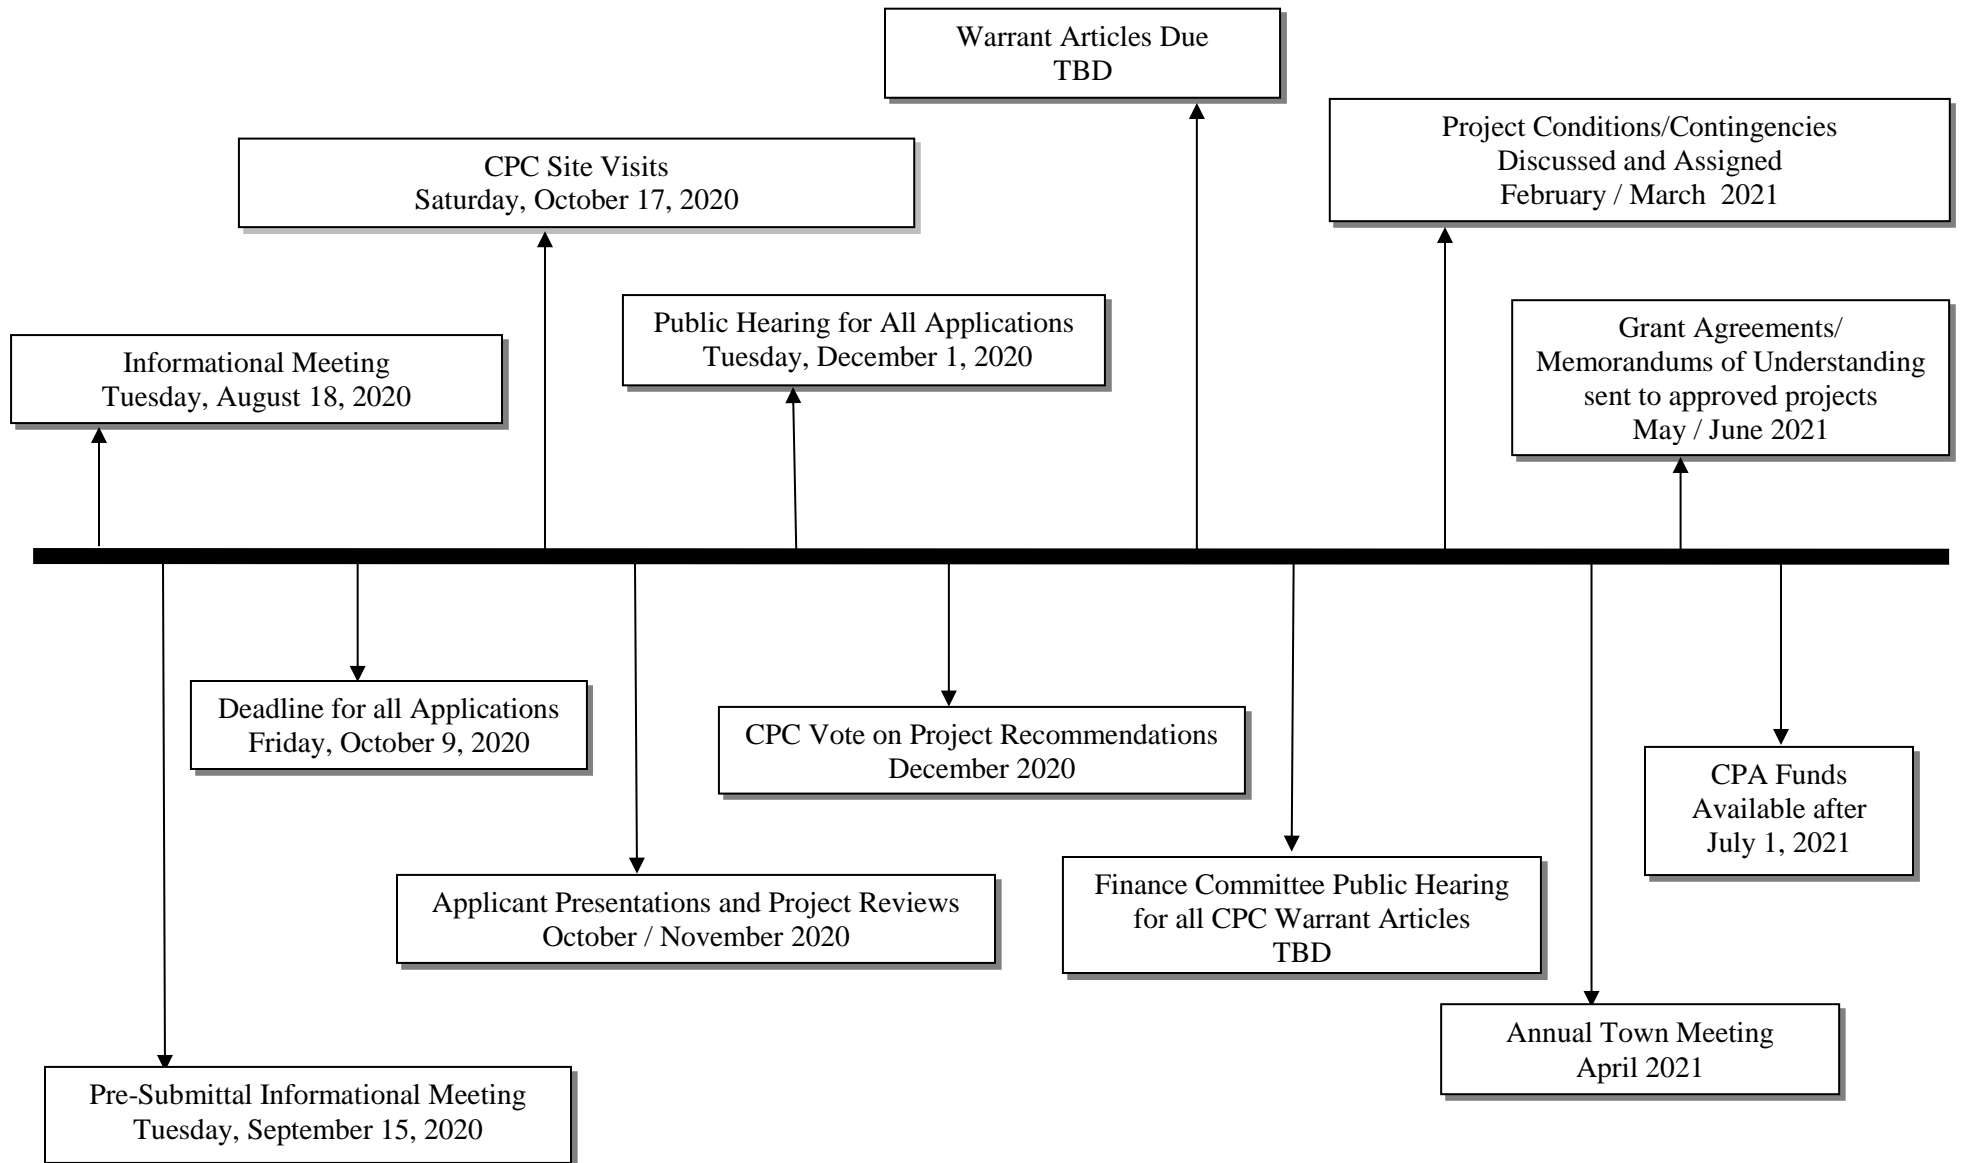 Warrant Articles Due
TBD
Project Conditions/Contingencies
Discussed and Assigned
February / March  2021
CPC Site Visits
Saturday, October 17, 2020
Public Hearing for All Applications
Tuesday, December 1, 2020
Grant Agreements/
Memorandums of Understanding
sent to approved projects
May / June 2021
Informational Meeting
Tuesday, August 18, 2020
Deadline for all Applications
Friday, October 9, 2020
CPC Vote on Project Recommendations
December 2020
CPA Funds
Available after
July 1, 2021
Applicant Presentations and Project Reviews
October / November 2020
Finance Committee Public Hearing
for all CPC Warrant Articles
TBD
Annual Town Meeting
April 2021
Pre-Submittal Informational Meeting
Tuesday, September 15, 2020